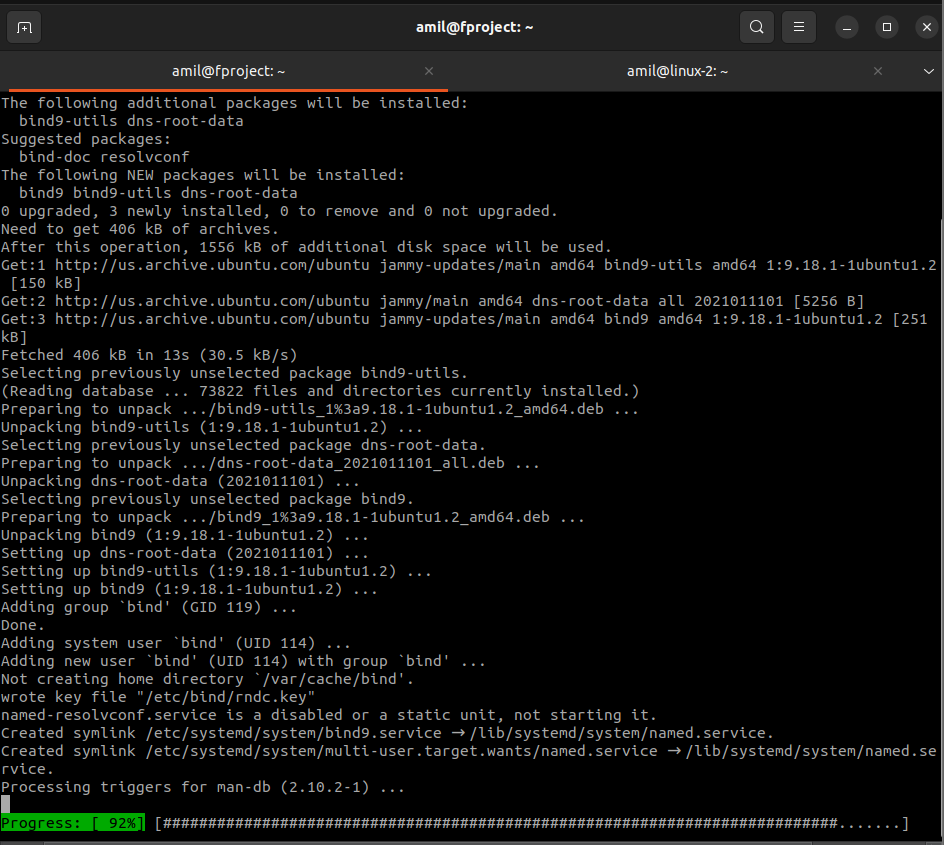 amil@fproject: ~
amil@fproject: ~
amil@linux-2: ~
The following additional packages will be installed:
  bind9-utils dns-root-data
Suggested packages:
  bind-doc resolvconf
The following NEW packages will be installed:
  bind9 bind9-utils dns-root-data
0 upgraded, 3 newly installed, 0 to remove and 0 not upgraded.
Need to get 406 kB of archives.
After this operation, 1556 kB of additional disk space will be used.
Get:1 http://us.archive.ubuntu.com/ubuntu jammy-updates/main amd64 bind9-utils amd64 1:9.18.1-1ubuntu1.2
 [150 kB]
Get:2 http://us.archive.ubuntu.com/ubuntu jammy/main amd64 dns-root-data all 2021011101 [5256 B]
Get:3 http://us.archive.ubuntu.com/ubuntu jammy-updates/main amd64 bind9 amd64 1:9.18.1-1ubuntu1.2 [251
kB]
Fetched 406 kB in 13s (30.5 kB/s)
Selecting previously unselected package bind9-utils.
(Reading database ... 73822 files and directories currently installed.)
Preparing to unpack .../bind9-utils_1%3a9.18.1-1ubuntu1.2_amd64.deb ...
Unpacking bind9-utils (1:9.18.1-1ubuntu1.2) ...
Selecting previously unselected package dns-root-data.
Preparing to unpack .../dns-root-data_2021011101_all.deb ...
Unpacking dns-root-data (2021011101) ...
Selecting previously unselected package bind9.
Preparing to unpack .../bind9_1%3a9.18.1-1ubuntu1.2_amd64.deb ...
Unpacking bind9 (1:9.18.1-1ubuntu1.2) ...
Setting up dns-root-data (2021011101) ...
Setting up bind9-utils (1:9.18.1-1ubuntu1.2) ...
Setting up bind9 (1:9.18.1-1ubuntu1.2) ...
Adding group `bind' (GID 119) ...
Done.
Adding system user `bind' (UID 114) ...
Adding new user `bind' (UID 114) with group `bind' ...
Not creating home directory `/var/cache/bind'.
wrote key file "/etc/bind/rndc.key"
named-resolvconf.service is a disabled or a static unit, not starting it.
Created symlink /etc/systemd/system/bind9.service → /lib/systemd/system/named.service.
Created symlink /etc/systemd/system/multi-user.target.wants/named.service → /lib/systemd/system/named.se
rvice.
Processing triggers for man-db (2.10.2-1) ...
Progress: [ 92%] [###########################################################################.......]